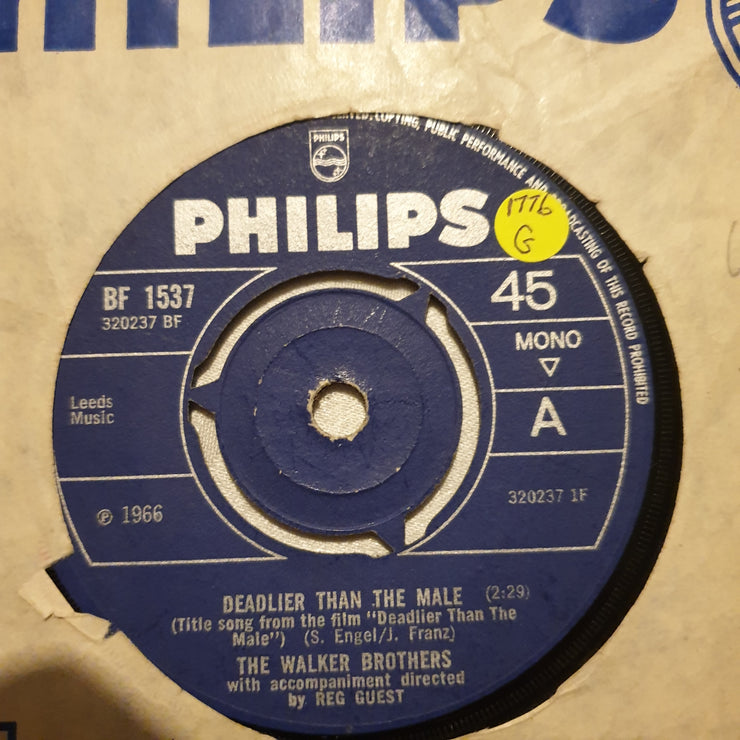 PHILIPS
COPYING, PUBLIC PERFORMANCE AND BROADCASTING OF THIS RECORD PROHIBITED
PHILIPS
PHILIPS
1776
G
BF 1537
320237 BF
45
MONO
A
Leeds
Music
320237 1F
℗ 1966
DEADLIER THAN THE MALE (2:29)
(Title song from the film "Deadlier Than The
Male") (S. Engel/J. Franz)
THE WALKER BROTHERS
with accompaniment directed
by REG GUEST